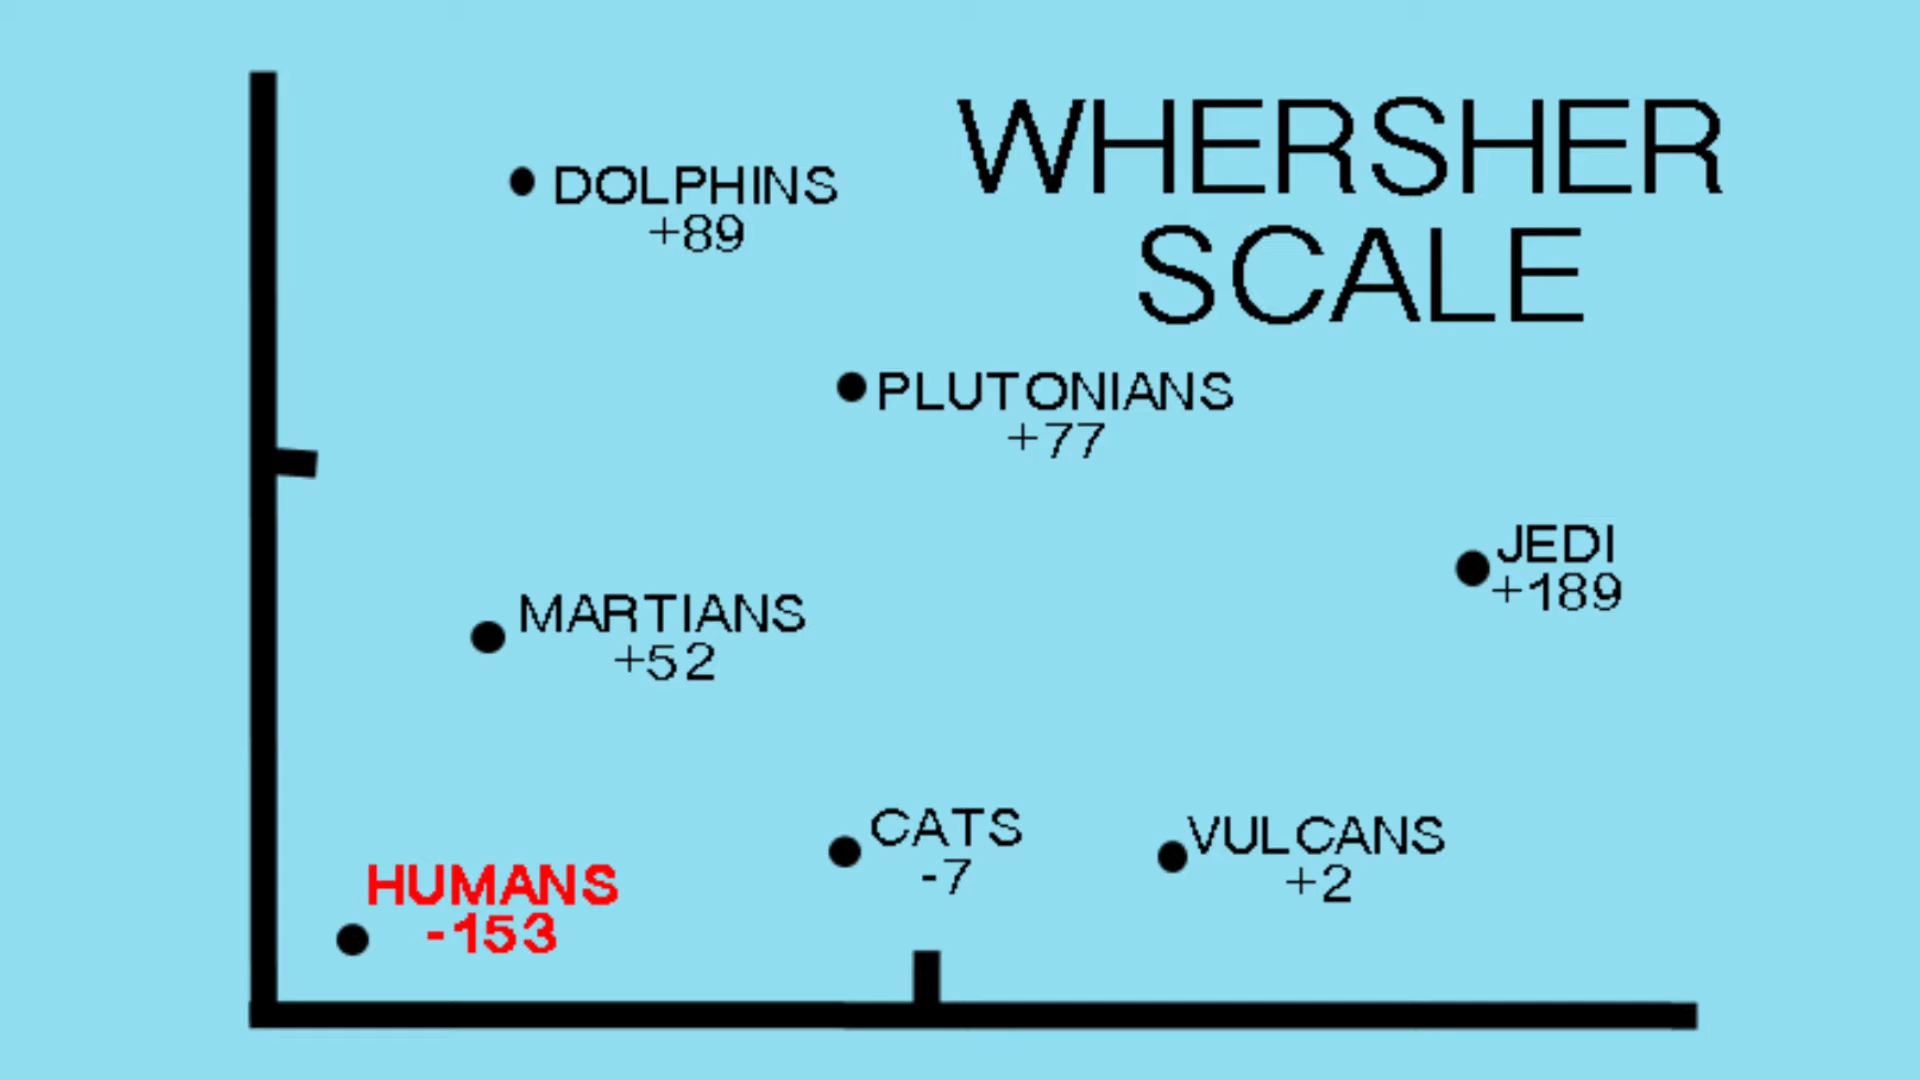 WHERSHER
SCALE
DOLPHINS
+89
PLUTONIANS
+77
JEDI
+189
MARTIANS
+52
CATS
-7
VULCANS
+2
HUMANS
-153